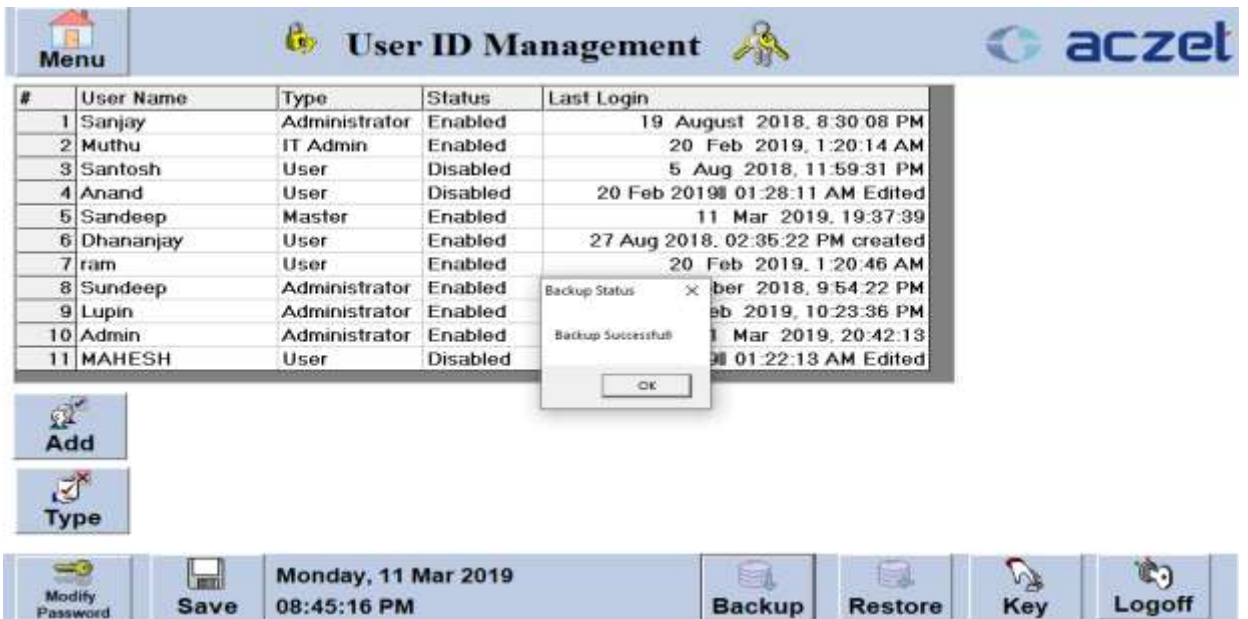 Menu
User ID Management
aczet
# User Name Type Status Last Login
1 Sanjay Administrator Enabled 19 August 2018, 8:30:08 PM
2 Muthu IT Admin Enabled 20 Feb 2019, 1:20:14 AM
3 Santosh User Disabled 5 Aug 2018, 11:59:31 PM
4 Anand User Disabled 20 Feb 2019 01:28:11 AM Edited
5 Sandeep Master Enabled 11 Mar 2019, 19:37:39
6 Dhananjay User Enabled 27 Aug 2018, 02:35:22 PM created
7 ram User Enabled 20 Feb 2019, 1:20:46 AM
8 Sundeep Administrator Enabled ber 2018, 9:54:22 PM
9 Lupin Administrator Enabled eb 2019, 10:23:36 PM
10 Admin Administrator Enabled Mar 2019, 20:42:13
11 MAHESH User Disabled 01:22:13 AM Edited
Backup Status
Backup Successful!
OK
Add
Type
Modify
Password
Save
Monday, 11 Mar 2019
08:45:16 PM
Backup
Restore
Key
Logoff